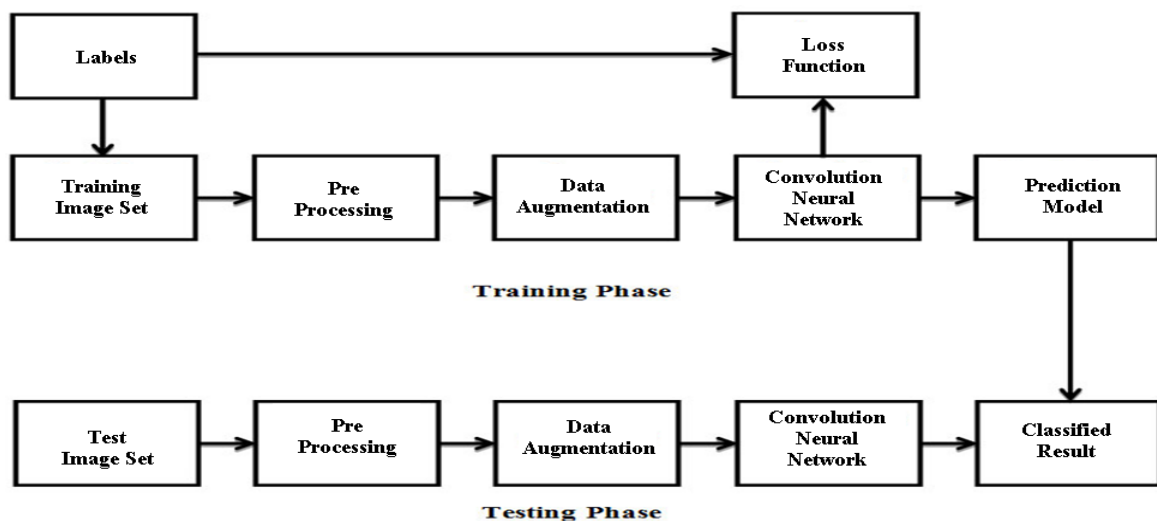 Labels
Loss
Function
Training
Image Set
Pre
Processing
Data
Augmentation
Convolution
Neural
Network
Prediction
Model
Training Phase
Test
Image Set
Pre
Processing
Data
Augmentation
Convolution
Neural
Network
Classified
Result
Testing Phase